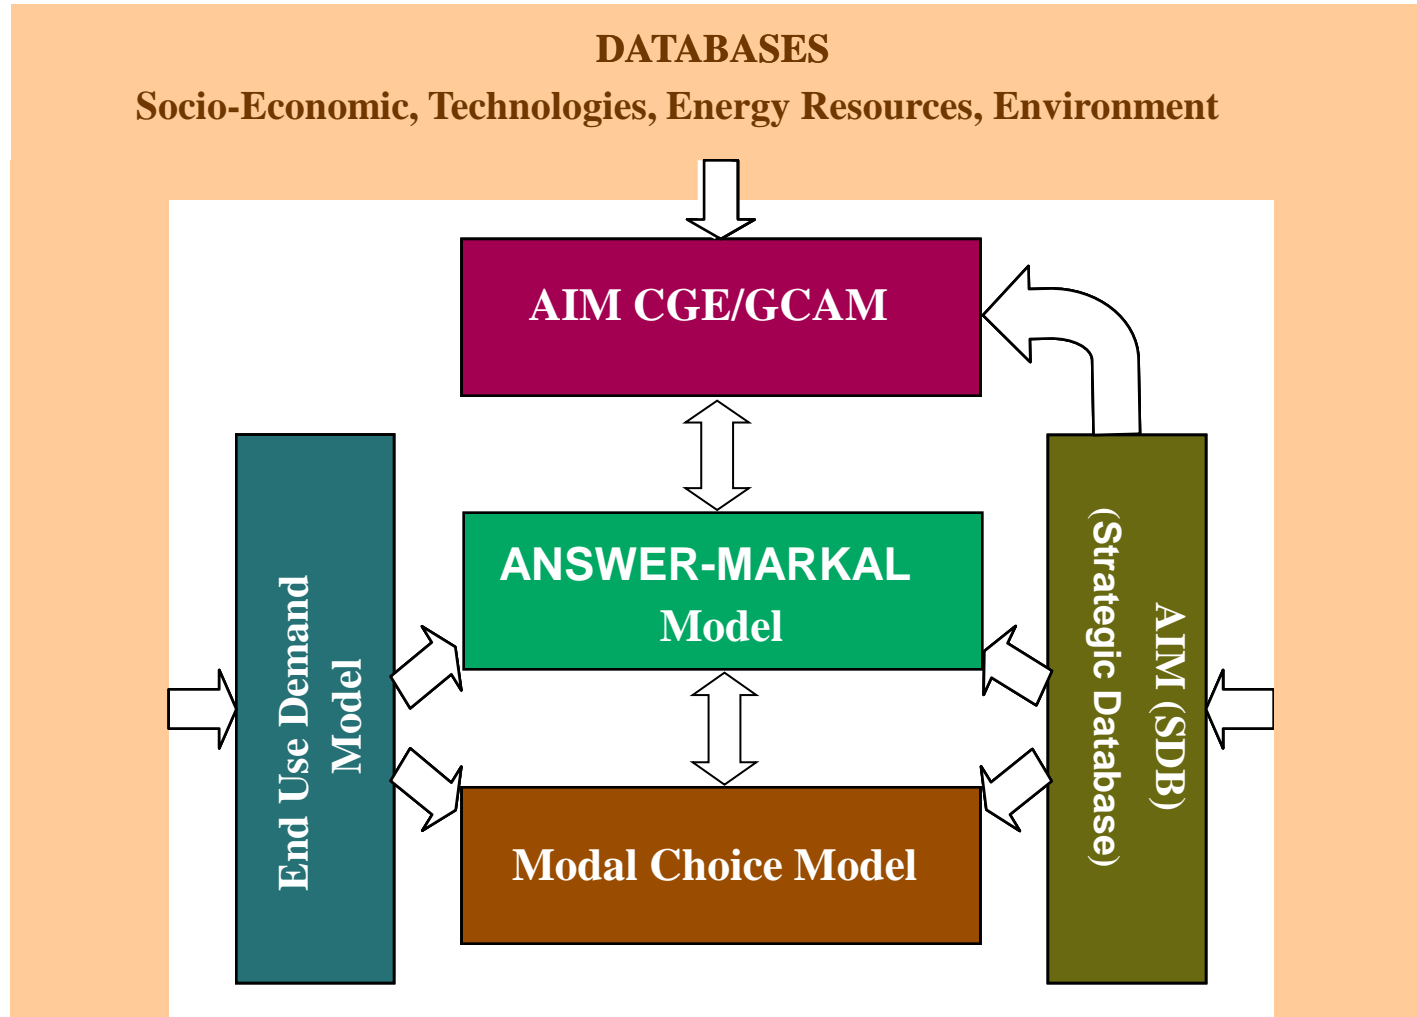 DATABASES
Socio-Economic, Technologies, Energy Resources, Environment
AIM CGE/GCAM
ANSWER-MARKAL
Model
End Use Demand
Model
AIM (SDB)
(Strategic Database)
Modal Choice Model